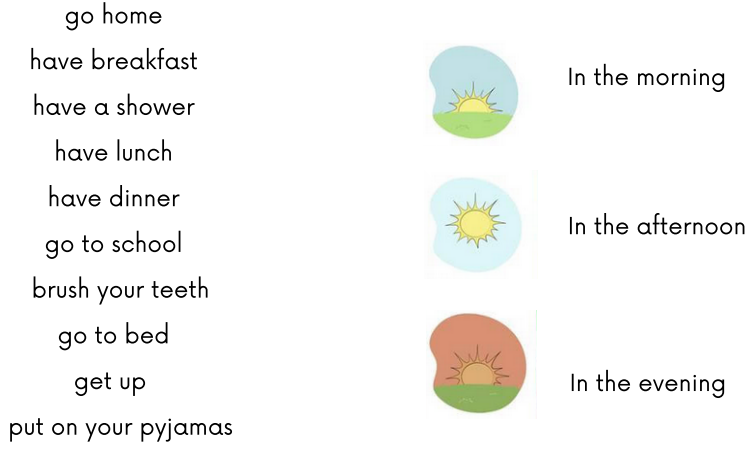 go home
have breakfast
have a shower
have lunch
have dinner
go to school
brush your teeth
go to bed
get up
put on your pyjamas
In the morning
In the afternoon
In the evening